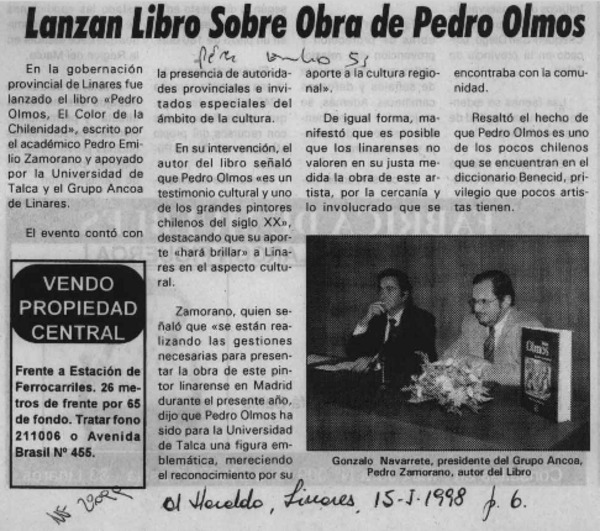 Lanzan Libro Sobre Obra de Pedro Olmos
En la gobernación
provincial de Linares fue
lanzado el libro «Pedro
Olmos, El Color de la
Chilenidad», escrito por
el académico Pedro Emi-
lio Zamorano y apoyado
por la Universidad de
Talca y el Grupo Ancoa
de Linares.
El evento contó con
la presencia de autorida-
des provinciales e invi-
tados especiales del
ámbito de la cultura.
En su intervención, el
autor del libro señaló
que Pedro Olmos «es un
testimonio cultural y uno
de los grandes pintores
chilenos del siglo XX»,
destacando que su apor-
te «hará brillar» a Lina-
res en el aspecto cultu-
ral.
Zamorano, quien se-
ñaló que «se están rea-
lizando las gestiones
necesarias para presen-
tar la obra de este pin-
tor linarense en Madrid
durante el presente año,
dijo que Pedro Olmos ha
sido para la Universidad
de Talca una figura em-
blemática, mereciendo
el reconocimiento por su
aporte a la cultura regio-
nal».
De igual forma, ma-
nifestó que es posible
que los linarenses no
valoren en su justa me-
dida la obra de este ar-
tista, por la cercanía y
lo involucrado que se
encontraba con la comu-
nidad.
Resaltó el hecho de
que Pedro Olmos es uno
de los pocos chilenos
que se encuentran en el
diccionario Benecid, pri-
vilegio que pocos artis-
tas tienen.
VENDO
PROPIEDAD
CENTRAL
Frente a Estación de
Ferrocarriles. 26 me-
tros de frente por 65
de fondo. Tratar fono
211006 o Avenida
Brasil Nº 455.
Olmos
Gonzalo Navarrete, presidente del Grupo Ancoa,
Pedro Zamorano, autor del Libro
El Heraldo, Linares, 15-I-1998 p. 6.